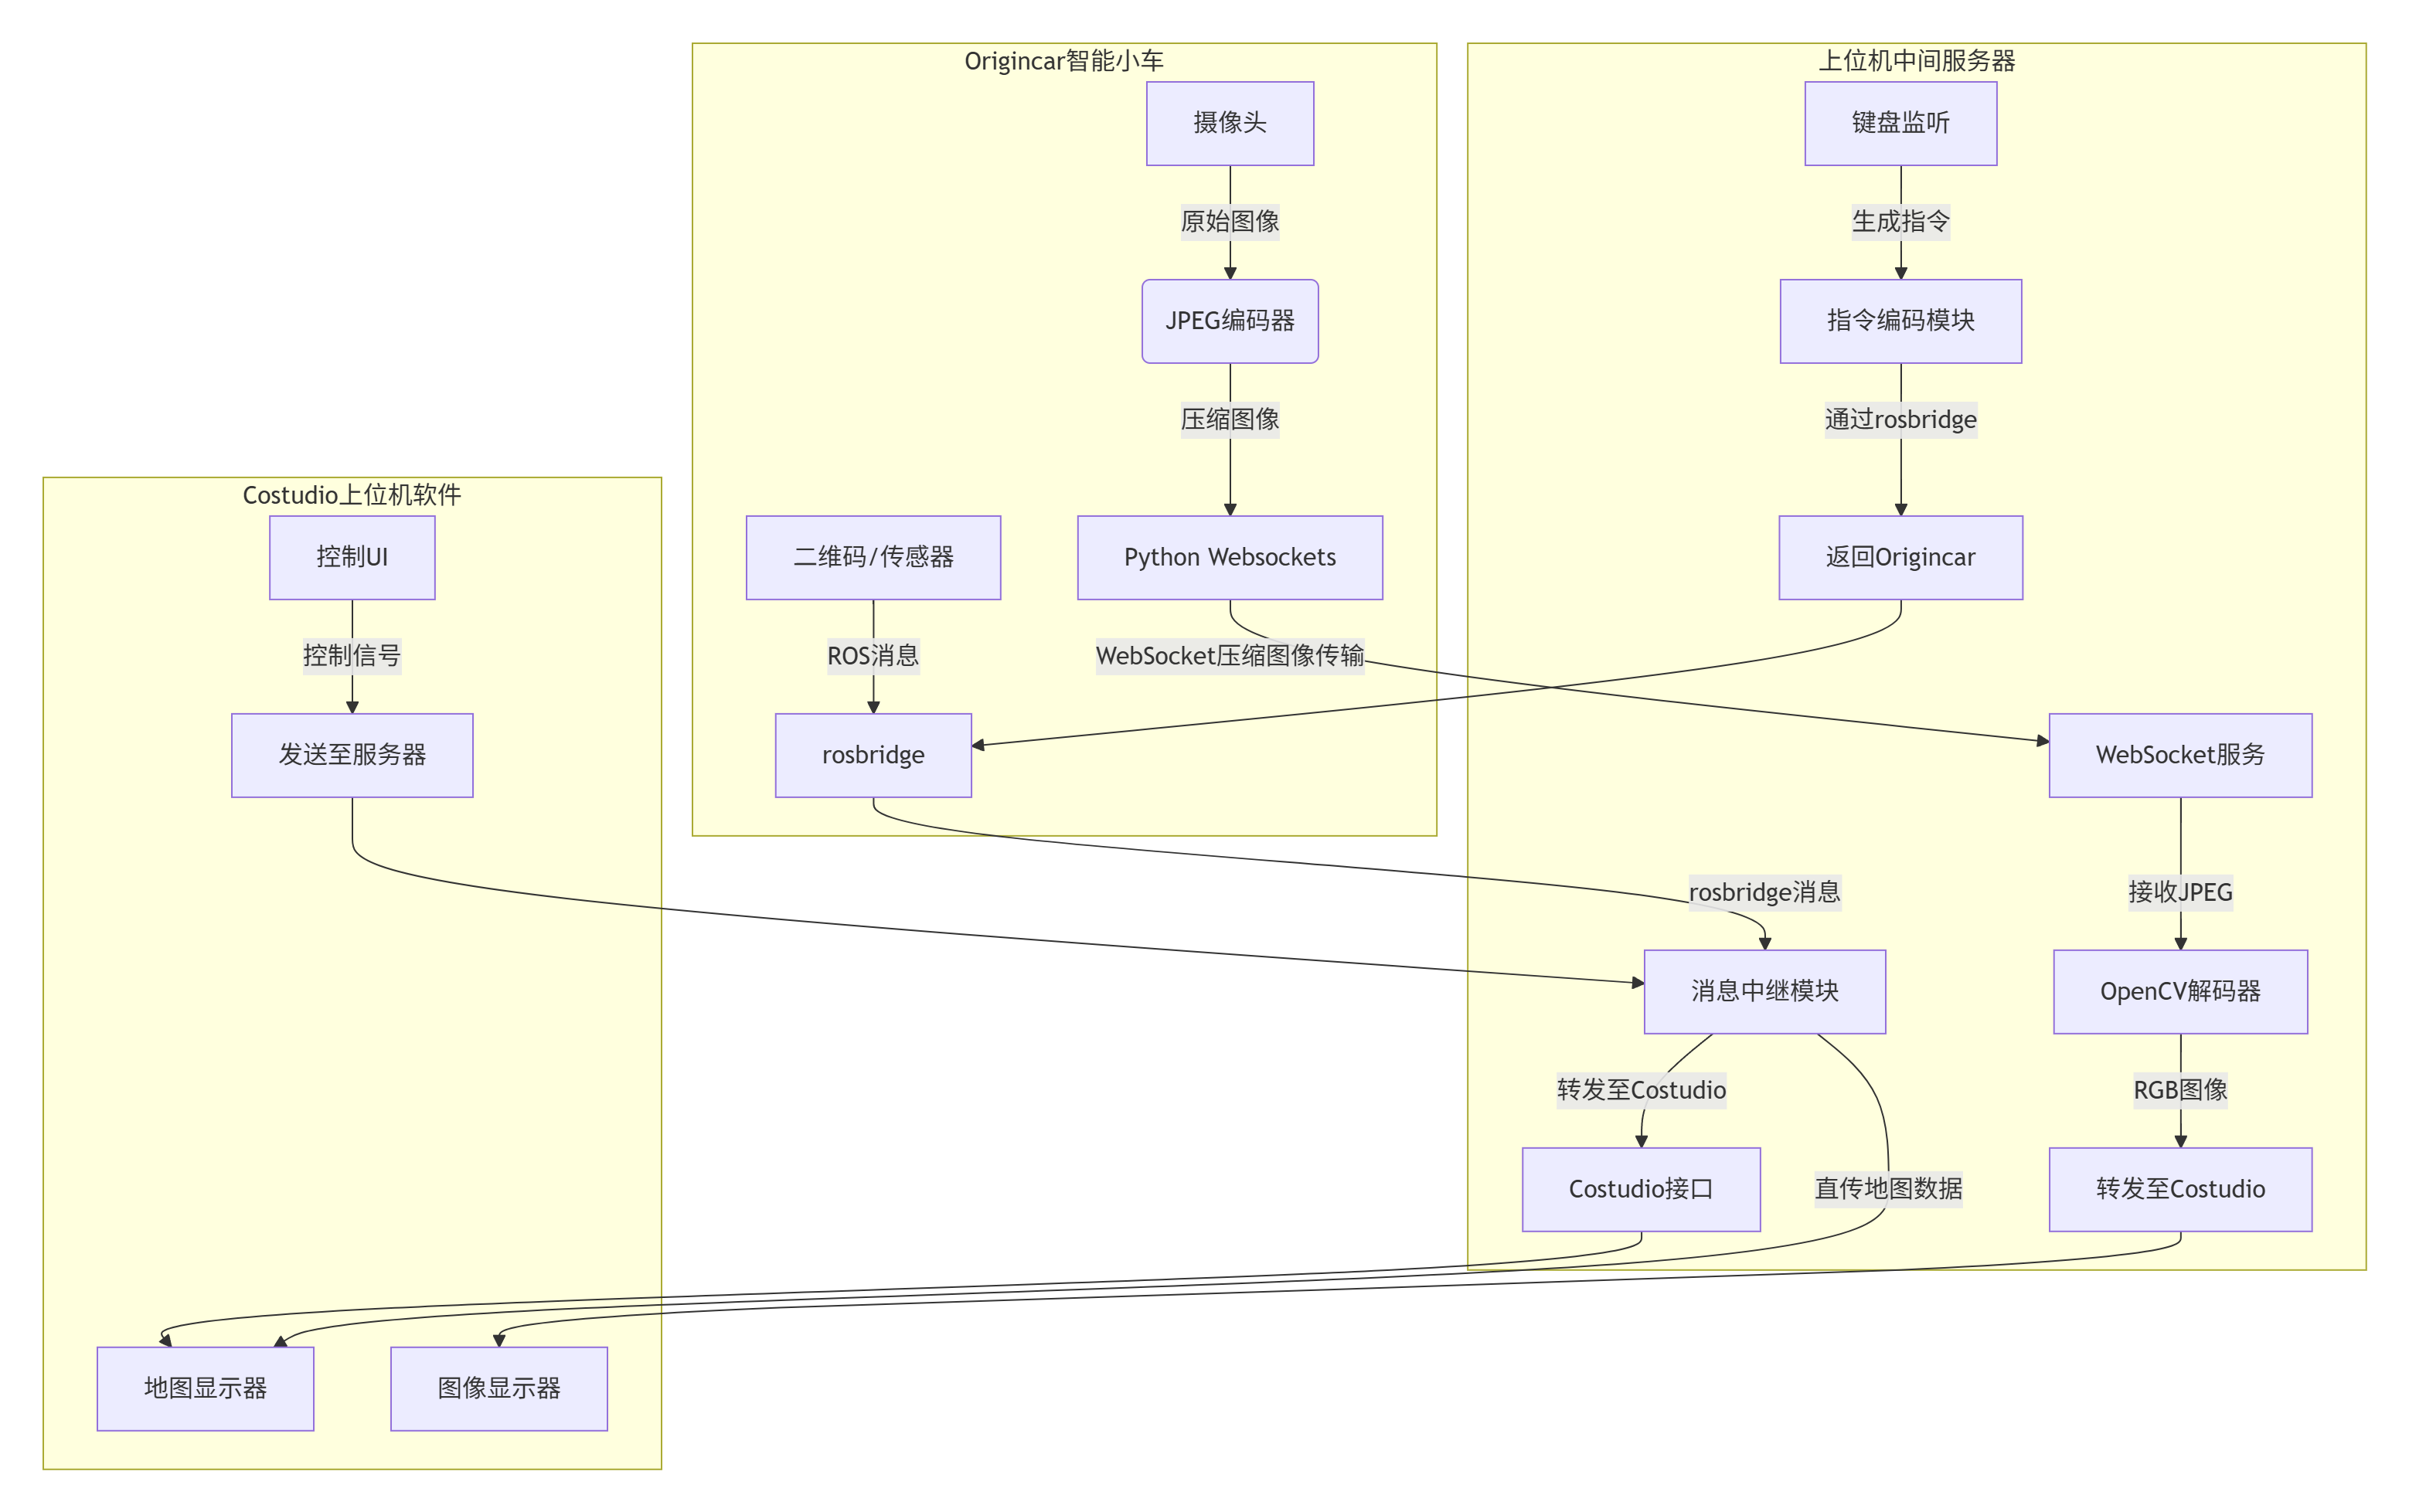 Origincar智能小车
上位机中间服务器
摄像头
键盘监听
原始图像
生成指令
JPEG编码器
指令编码模块
压缩图像
通过rosbridge
Costudio上位机软件
控制UI
二维码/传感器
Python Websockets
返回Origincar
控制信号
ROS消息
WebSocket压缩图像传输
发送至服务器
rosbridge
WebSocket服务
rosbridge消息
接收JPEG
消息中继模块
OpenCV解码器
转发至Costudio
RGB图像
Costudio接口
直传地图数据
转发至Costudio
地图显示器
图像显示器